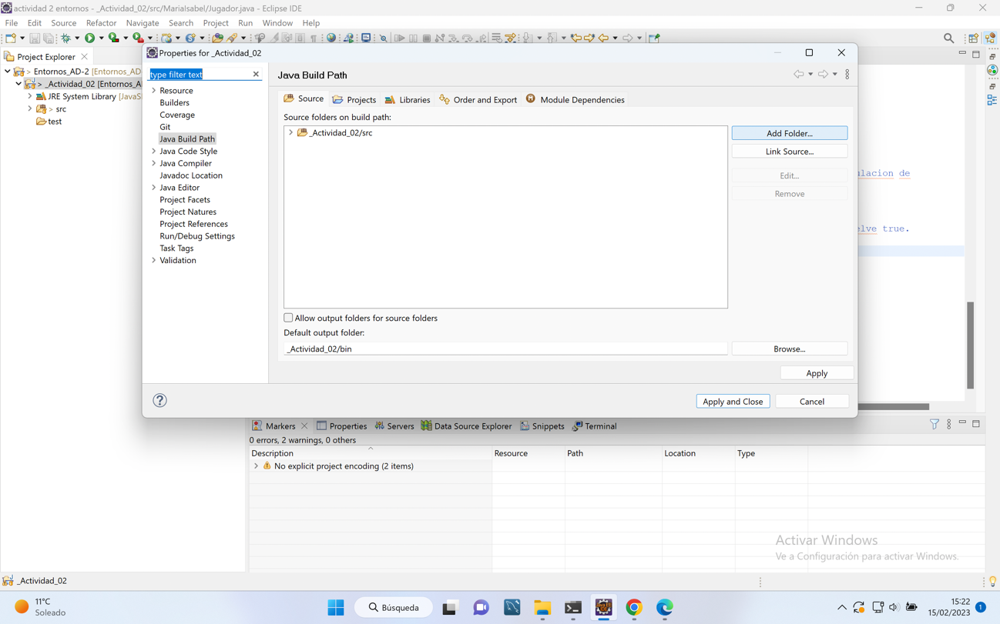 actividad 2 entornos - _Actividad_02/src/MariaIsabel/Jugador.java - Eclipse IDE
File Edit Source Refactor Navigate Search Project Run Window Help
Project Explorer
Entornos_AD-2 [Entornos_AD
> _Actividad_02 [Entornos_A
JRE System Library [JavaS
src
test
Properties for _Actividad_02
type filter text
Resource
Builders
Coverage
Git
Java Build Path
Java Code Style
Java Compiler
Javadoc Location
Java Editor
Project Facets
Project Natures
Project References
Run/Debug Settings
Task Tags
Validation
Java Build Path
Source Projects Libraries Order and Export Module Dependencies
Source folders on build path:
_Actividad_02/src
Add Folder...
Link Source...
Edit...
Remove
Allow output folders for source folders
Default output folder:
_Actividad_02/bin
Browse...
Apply
Apply and Close Cancel
ulacion de
elve true.
Markers Properties Servers Data Source Explorer Snippets Terminal
0 errors, 2 warnings, 0 others
Description Resource Path Location Type
No explicit project encoding (2 items)
Activar Windows
Ve a Configuración para activar Windows.
_Actividad_02
11°C
Soleado
Búsqueda
15:22
15/02/2023
1